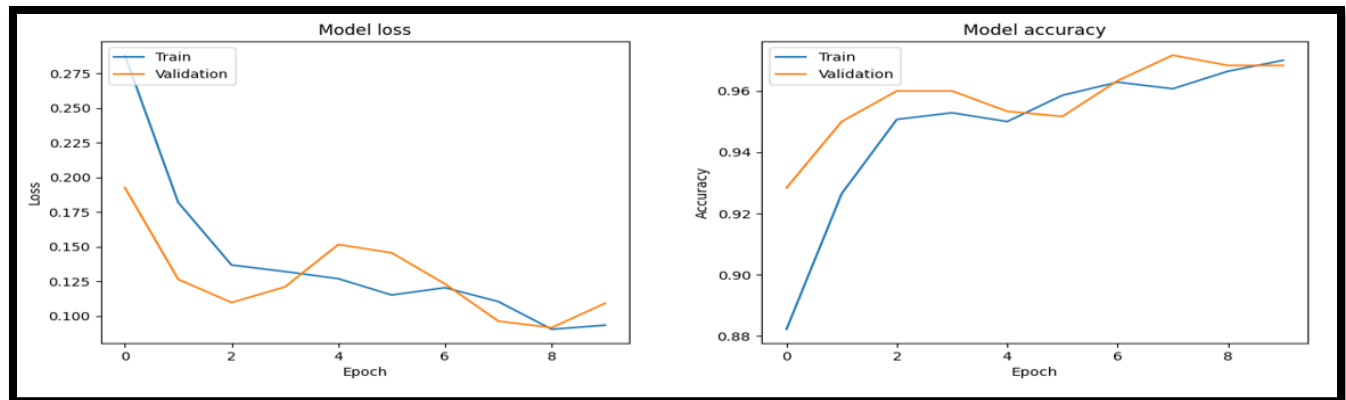 Model loss
Train
Validation
0.275
0.250
0.225
0.200
0.175
0.150
0.125
0.100
Loss
0 2 4 6 8
Epoch
Model accuracy
Train
Validation
0.96
0.94
0.92
0.90
0.88
Accuracy
0 2 4 6 8
Epoch